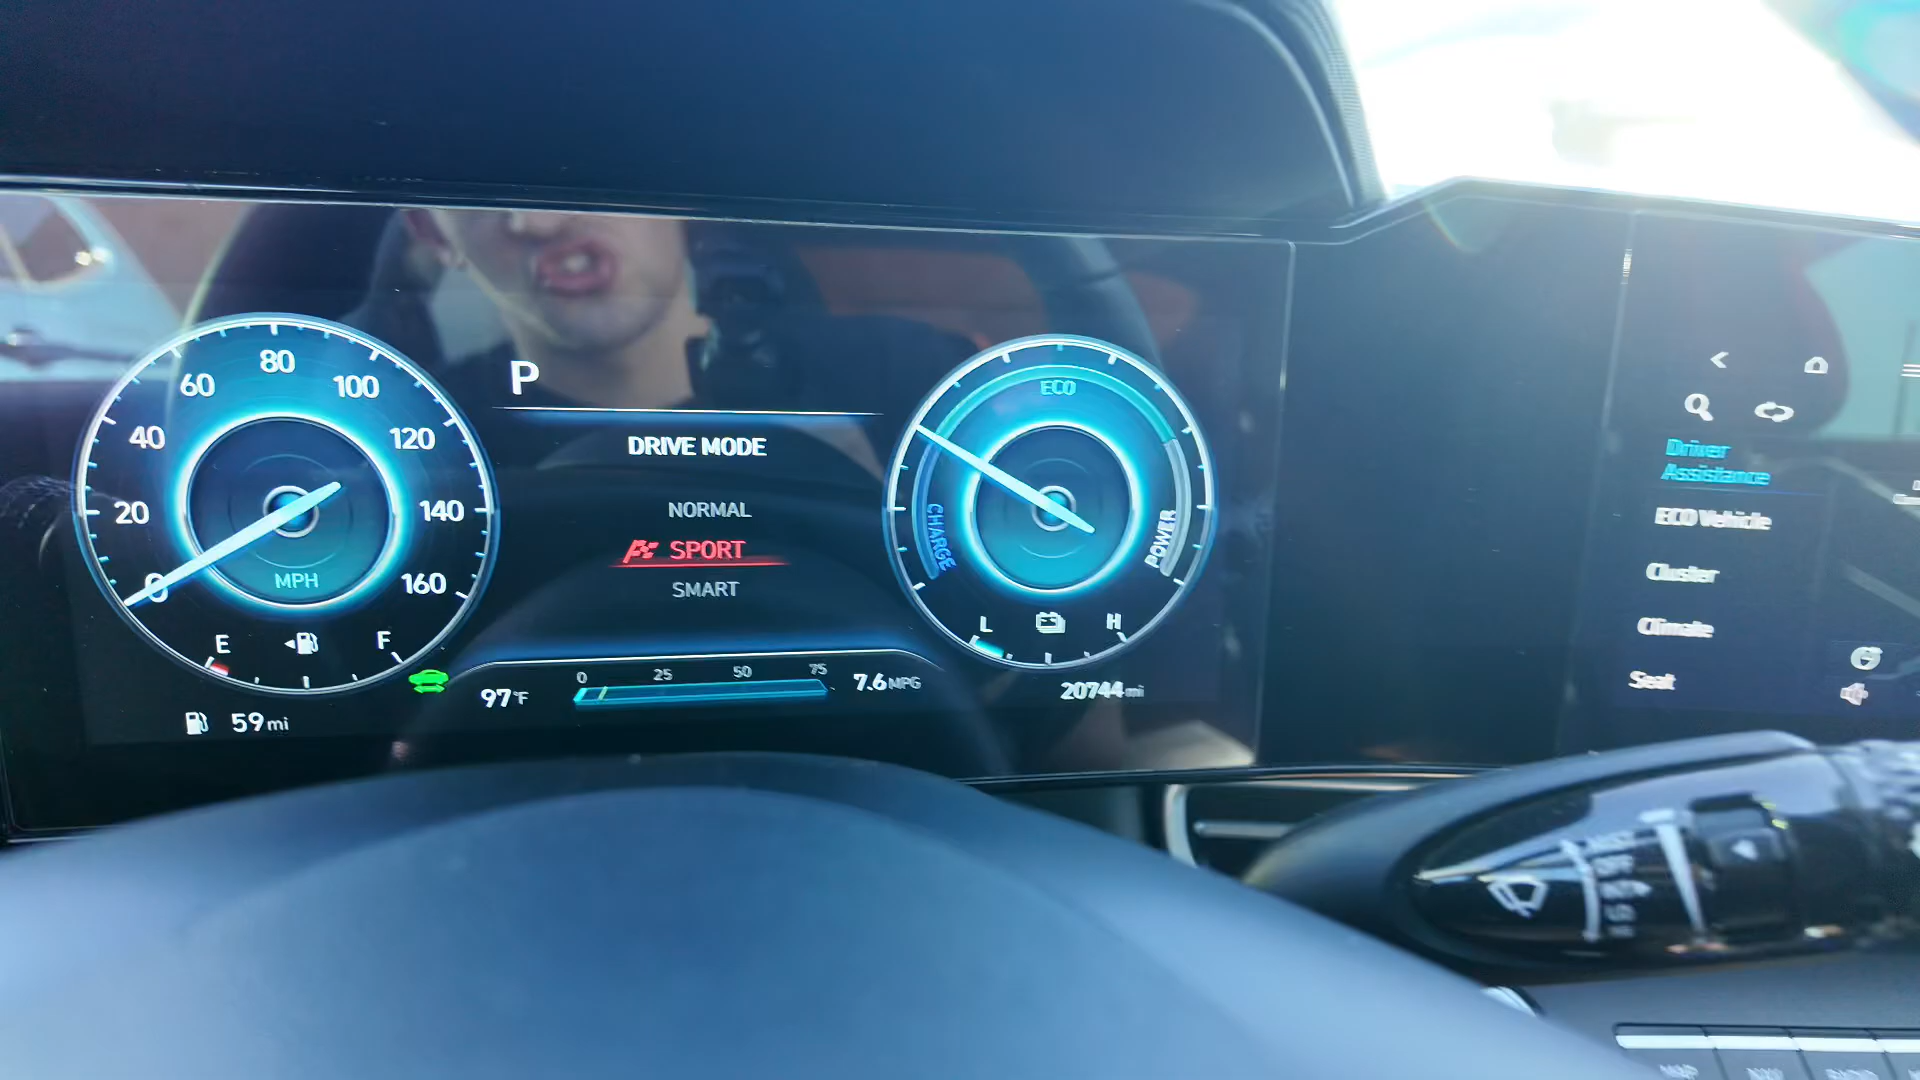 80
60
100
40
120
20
140
0
160
MPH
E
F
59 mi
P
DRIVE MODE
NORMAL
SPORT
SMART
97°F
0 25 50 75
7.6 MPG
ECO
CHARGE
POWER
L
H
20744 mi
Driver
Assistance
ECO Vehicle
Cluster
Climate
Seat
MAP